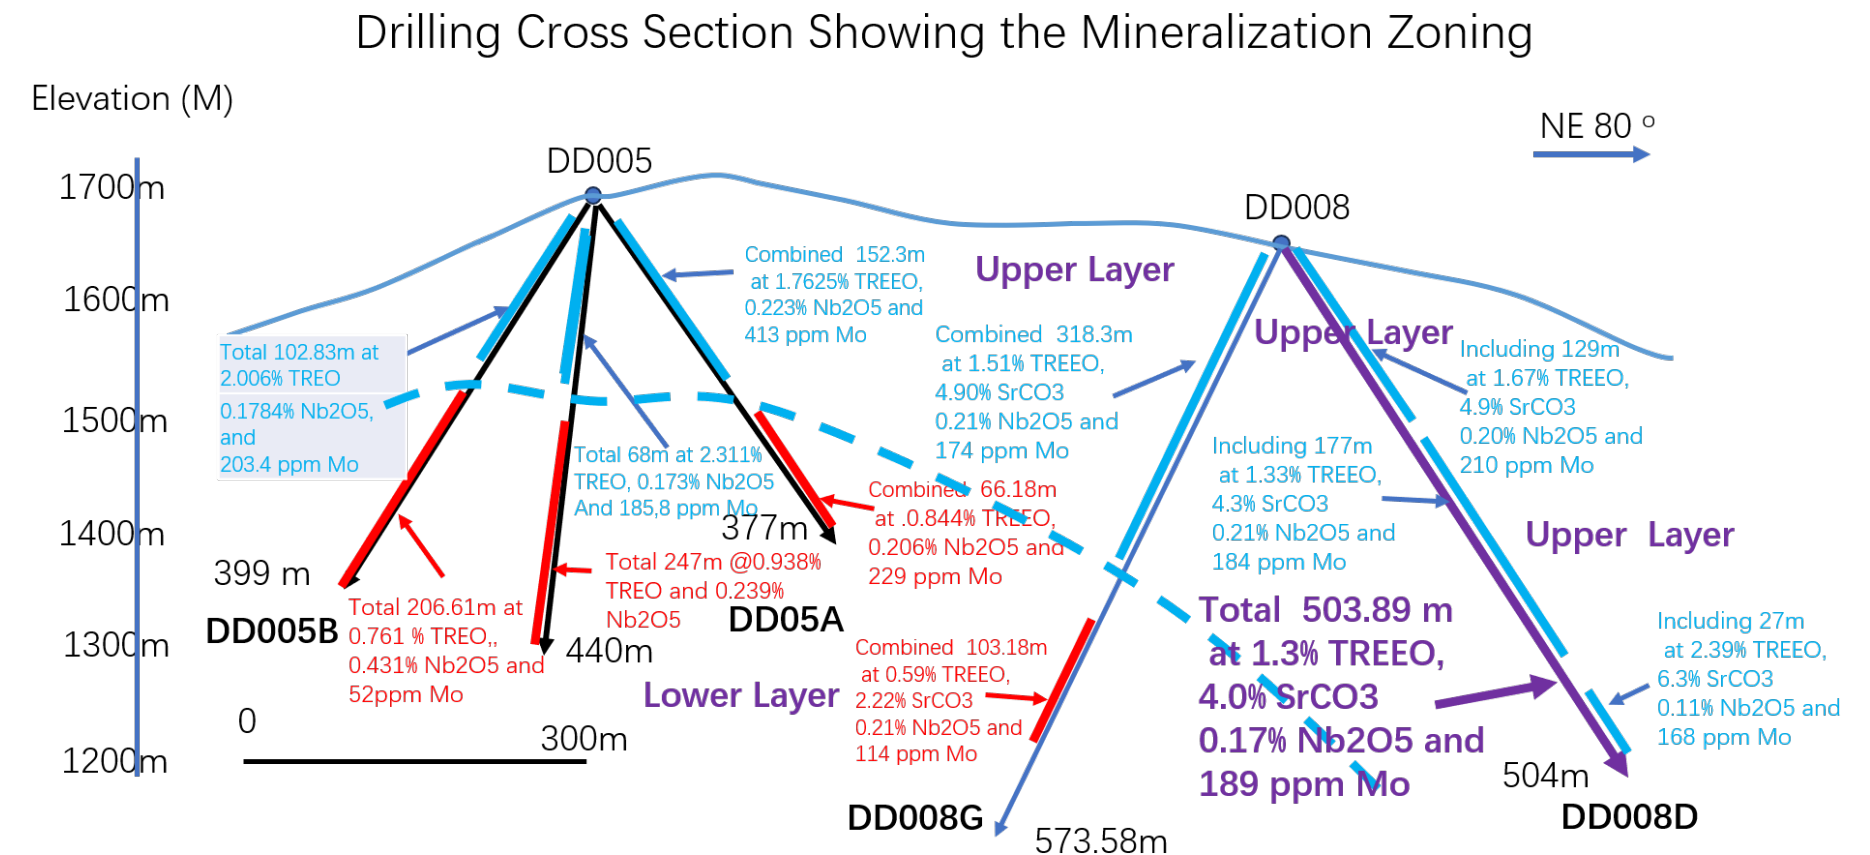 Drilling Cross Section Showing the Mineralization Zoning
Elevation (M)
NE 80 o
1700m
1600m
1500m
1400m
1300m
1200m
DD005
DD008
Upper Layer
Upper Layer
Upper Layer
Lower Layer
Total 102.83m at
2.006% TREO
0.1784% Nb2O5,
and
203.4 ppm Mo
Combined 152.3m
at 1.7625% TREEO,
0.223% Nb2O5 and
413 ppm Mo
Combined 318.3m
at 1.51% TREEO,
4.90% SrCO3
0.21% Nb2O5 and
174 ppm Mo
Including 129m
at 1.67% TREEO,
4.9% SrCO3
0.20% Nb2O5 and
210 ppm Mo
Including 177m
at 1.33% TREEO,
4.3% SrCO3
0.21% Nb2O5 and
184 ppm Mo
Total 68m at 2.311%
TREO, 0.173% Nb2O5
And 185,8 ppm Mo
377m
Combined 66.18m
at .0.844% TREEO,
0.206% Nb2O5 and
229 ppm Mo
Total 247m @0.938%
TREO and 0.239%
Nb2O5
DD05A
399 m
DD005B
Total 206.61m at
0.761 % TREO,,
0.431% Nb2O5 and
52ppm Mo
440m
Combined 103.18m
at 0.59% TREEO,
2.22% SrCO3
0.21% Nb2O5 and
114 ppm Mo
Total 503.89 m
at 1.3% TREEO,
4.0% SrCO3
0.17% Nb2O5 and
189 ppm Mo
Including 27m
at 2.39% TREEO,
6.3% SrCO3
0.11% Nb2O5 and
168 ppm Mo
0
300m
DD008G
573.58m
504m
DD008D